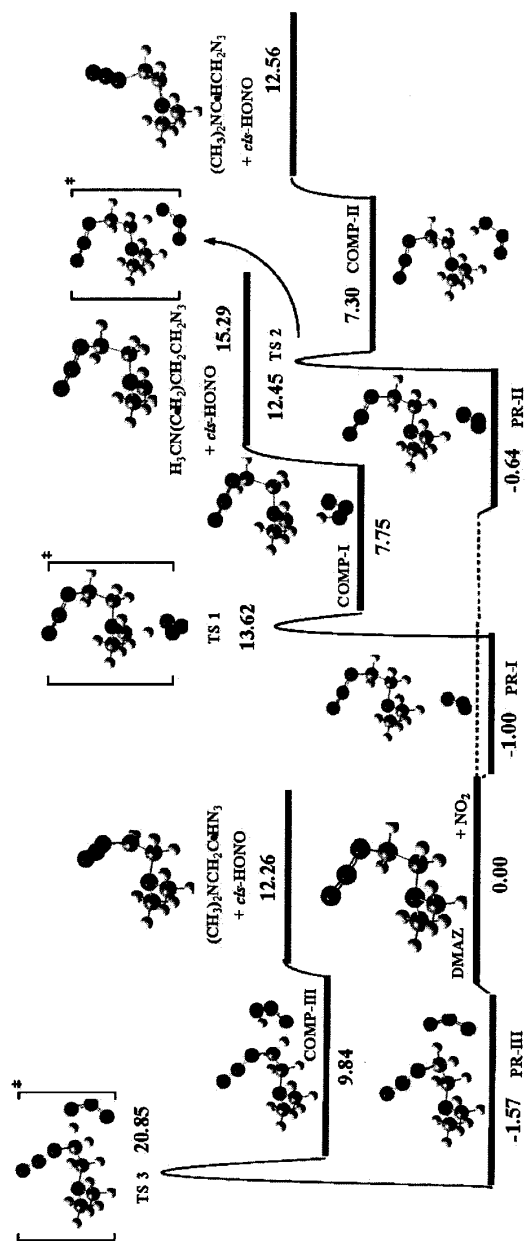 ‡
TS 3
20.85
COMP-III
9.84
PR-III
-1.57
(CH₃)₂NCH₂C•HN₃
+ cis-HONO
12.26
DMAZ
+ NO₂
0.00
‡
TS 1
13.62
COMP-I
7.75
PR-I
-1.00
H₃CN(C•H₂)CH₂CH₂N₃
+ cis-HONO
15.29
‡
12.45
TS 2
7.30
COMP-II
-0.64
PR-II
(CH₃)₂NC•HCH₂N₃
+ cis-HONO
12.56